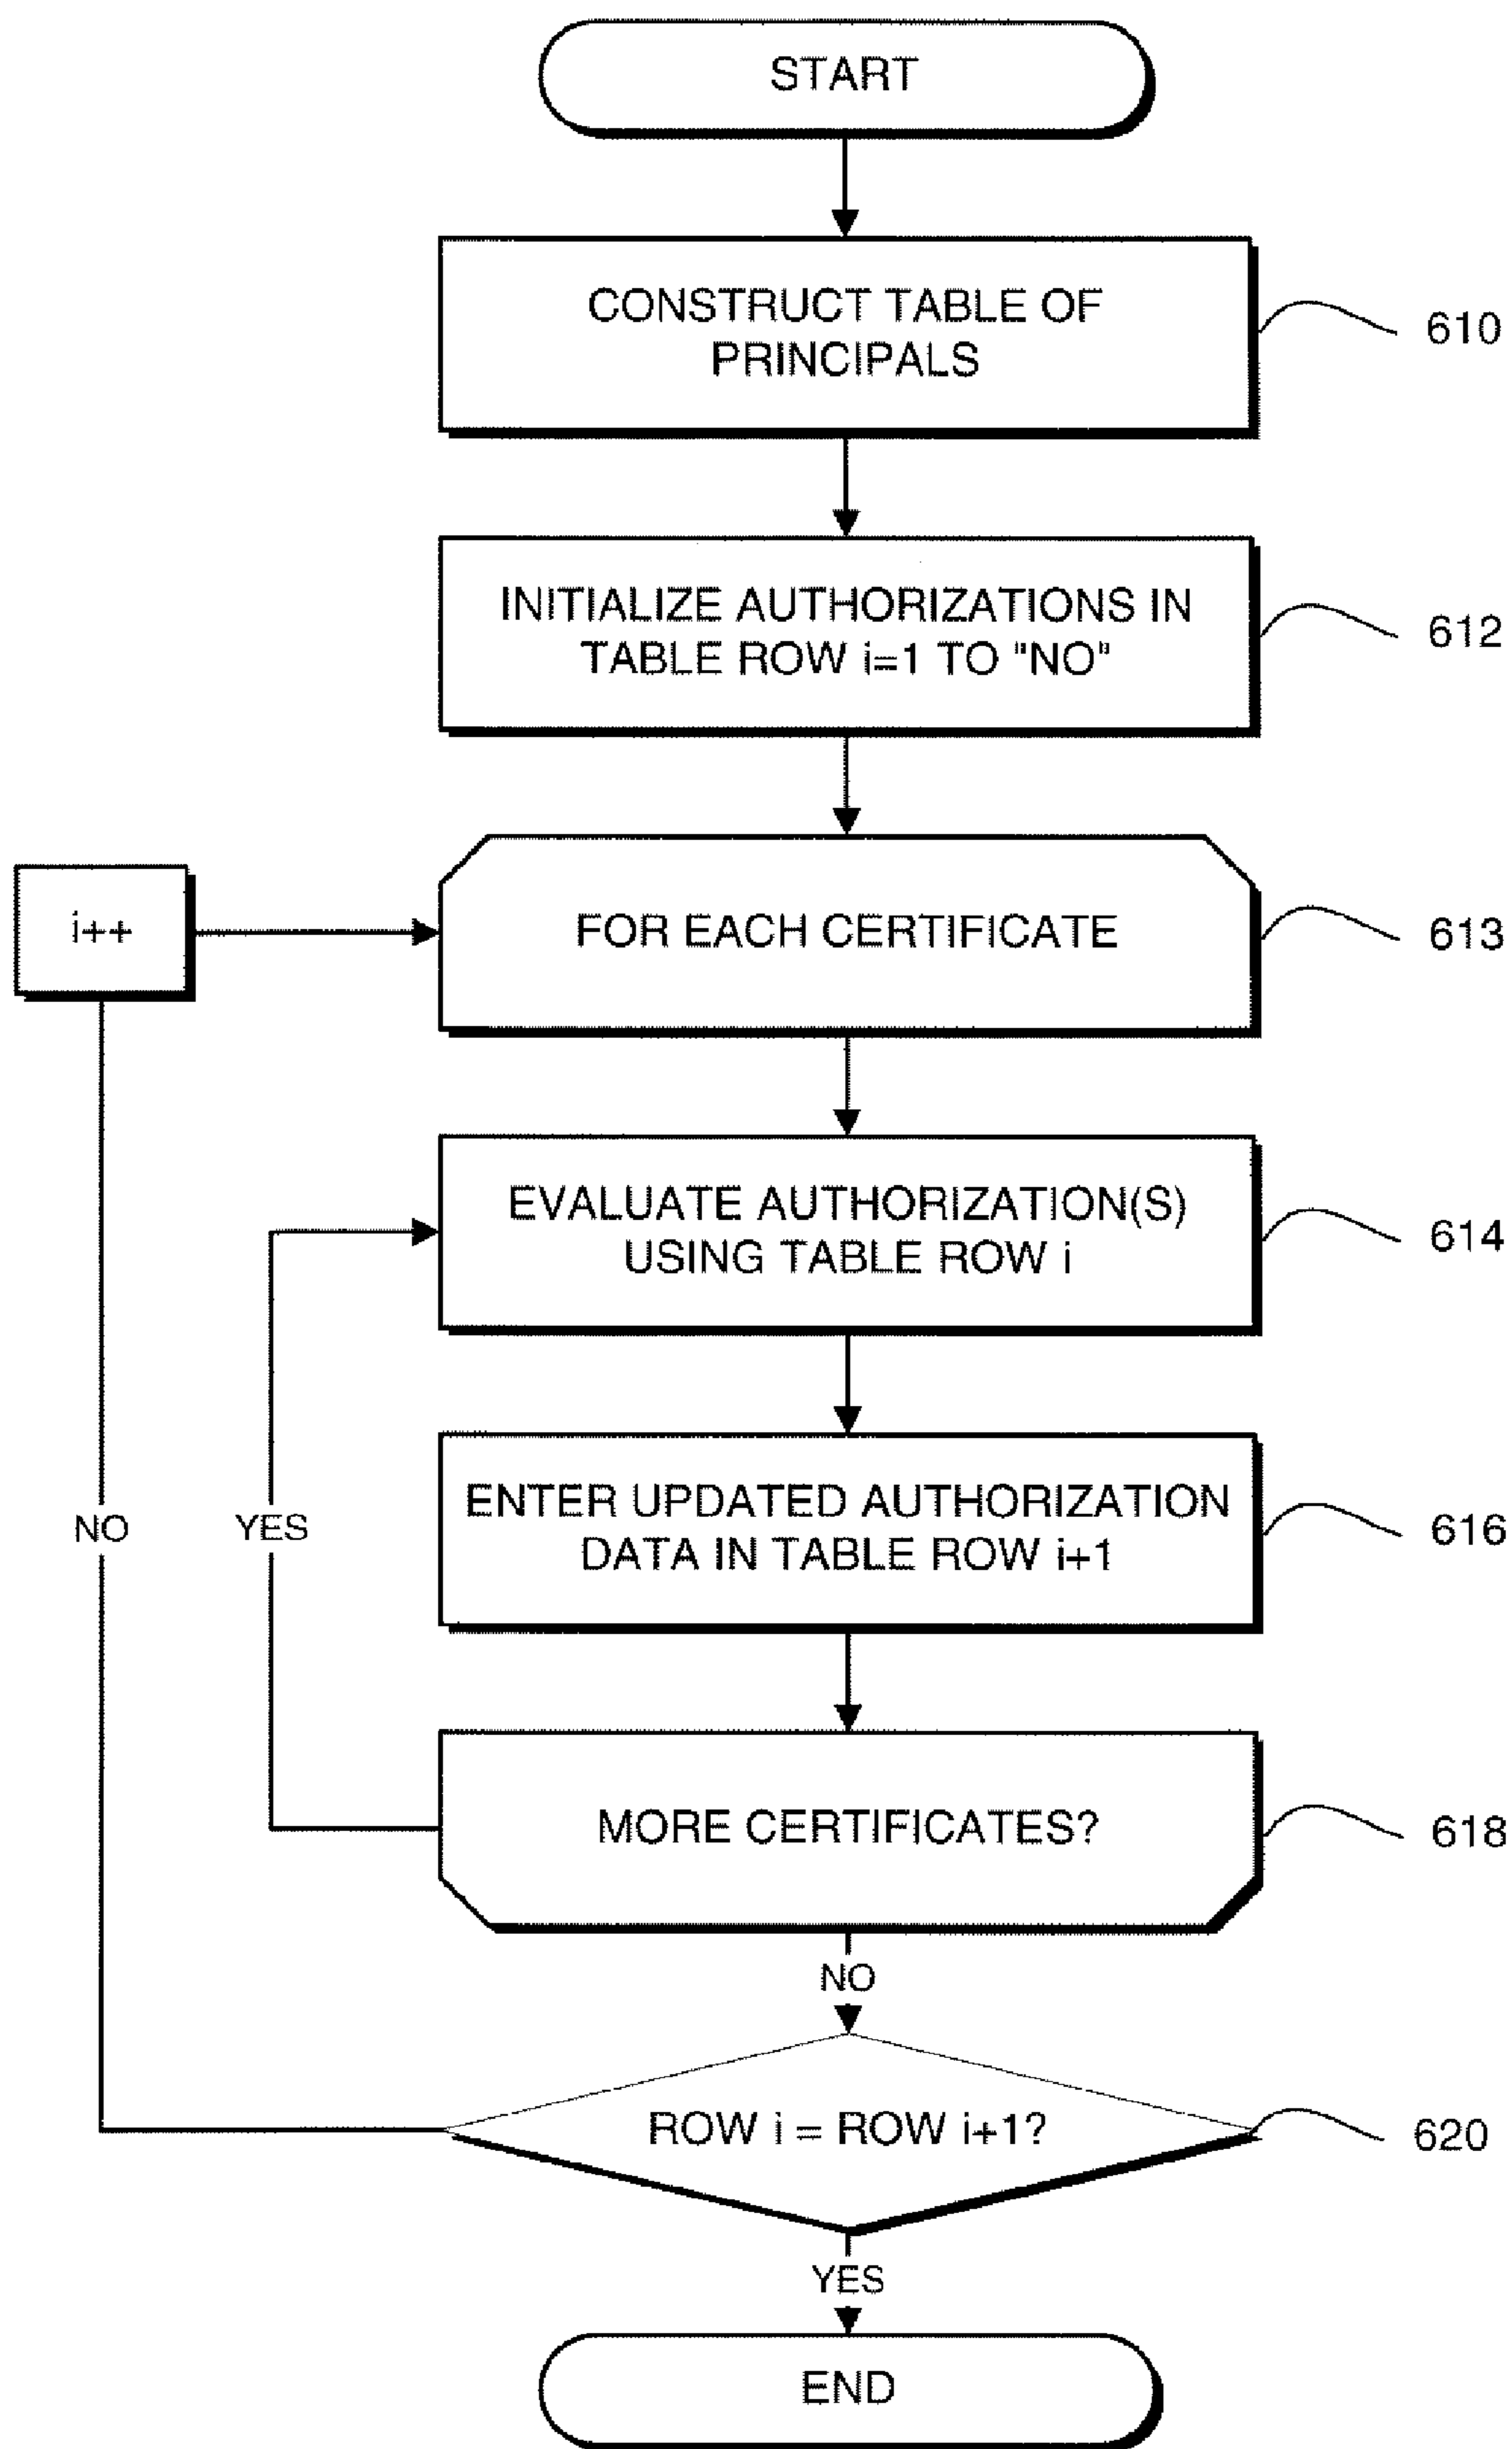 START
CONSTRUCT TABLE OF
PRINCIPALS
610
INITIALIZE AUTHORIZATIONS IN
TABLE ROW i=1 TO "NO"
612
i++
FOR EACH CERTIFICATE
613
EVALUATE AUTHORIZATION(S)
USING TABLE ROW i
614
NO
YES
ENTER UPDATED AUTHORIZATION
DATA IN TABLE ROW i+1
616
MORE CERTIFICATES?
618
NO
ROW i = ROW i+1?
620
YES
END